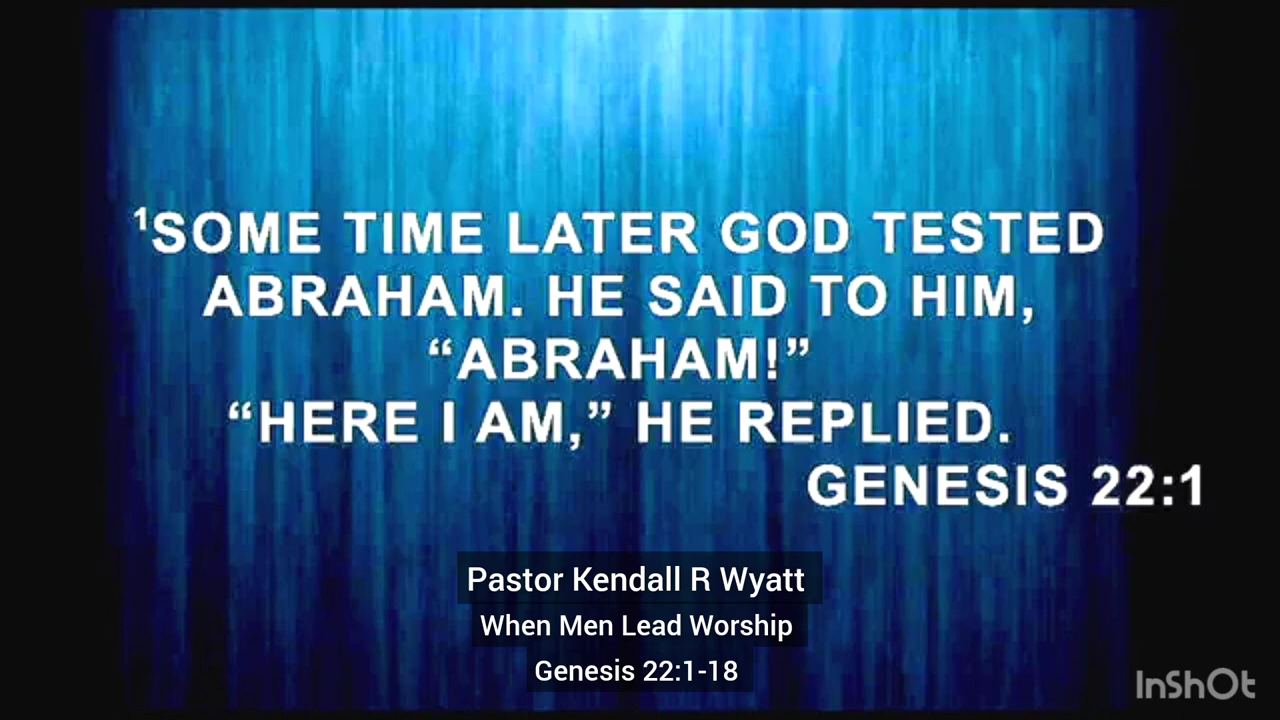 ¹SOME TIME LATER GOD TESTED
ABRAHAM. HE SAID TO HIM,
“ABRAHAM!”
“HERE I AM,” HE REPLIED.
GENESIS 22:1
Pastor Kendall R Wyatt
When Men Lead Worship
Genesis 22:1-18
InShOt